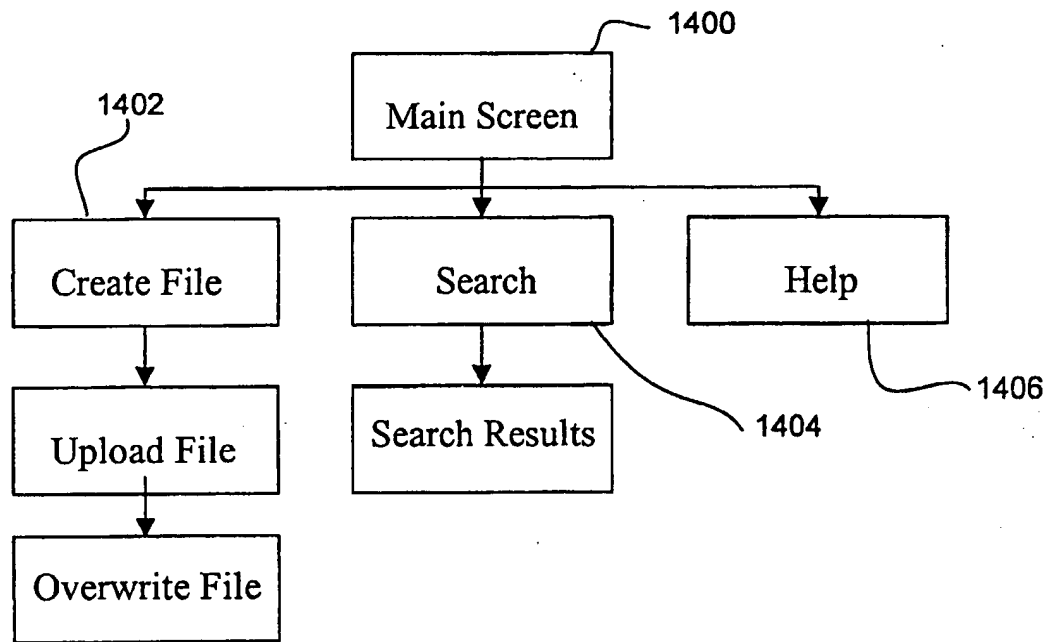 1400
1402
Main Screen
Create File
Search
Help
1406
1404
Upload File
Search Results
Overwrite File